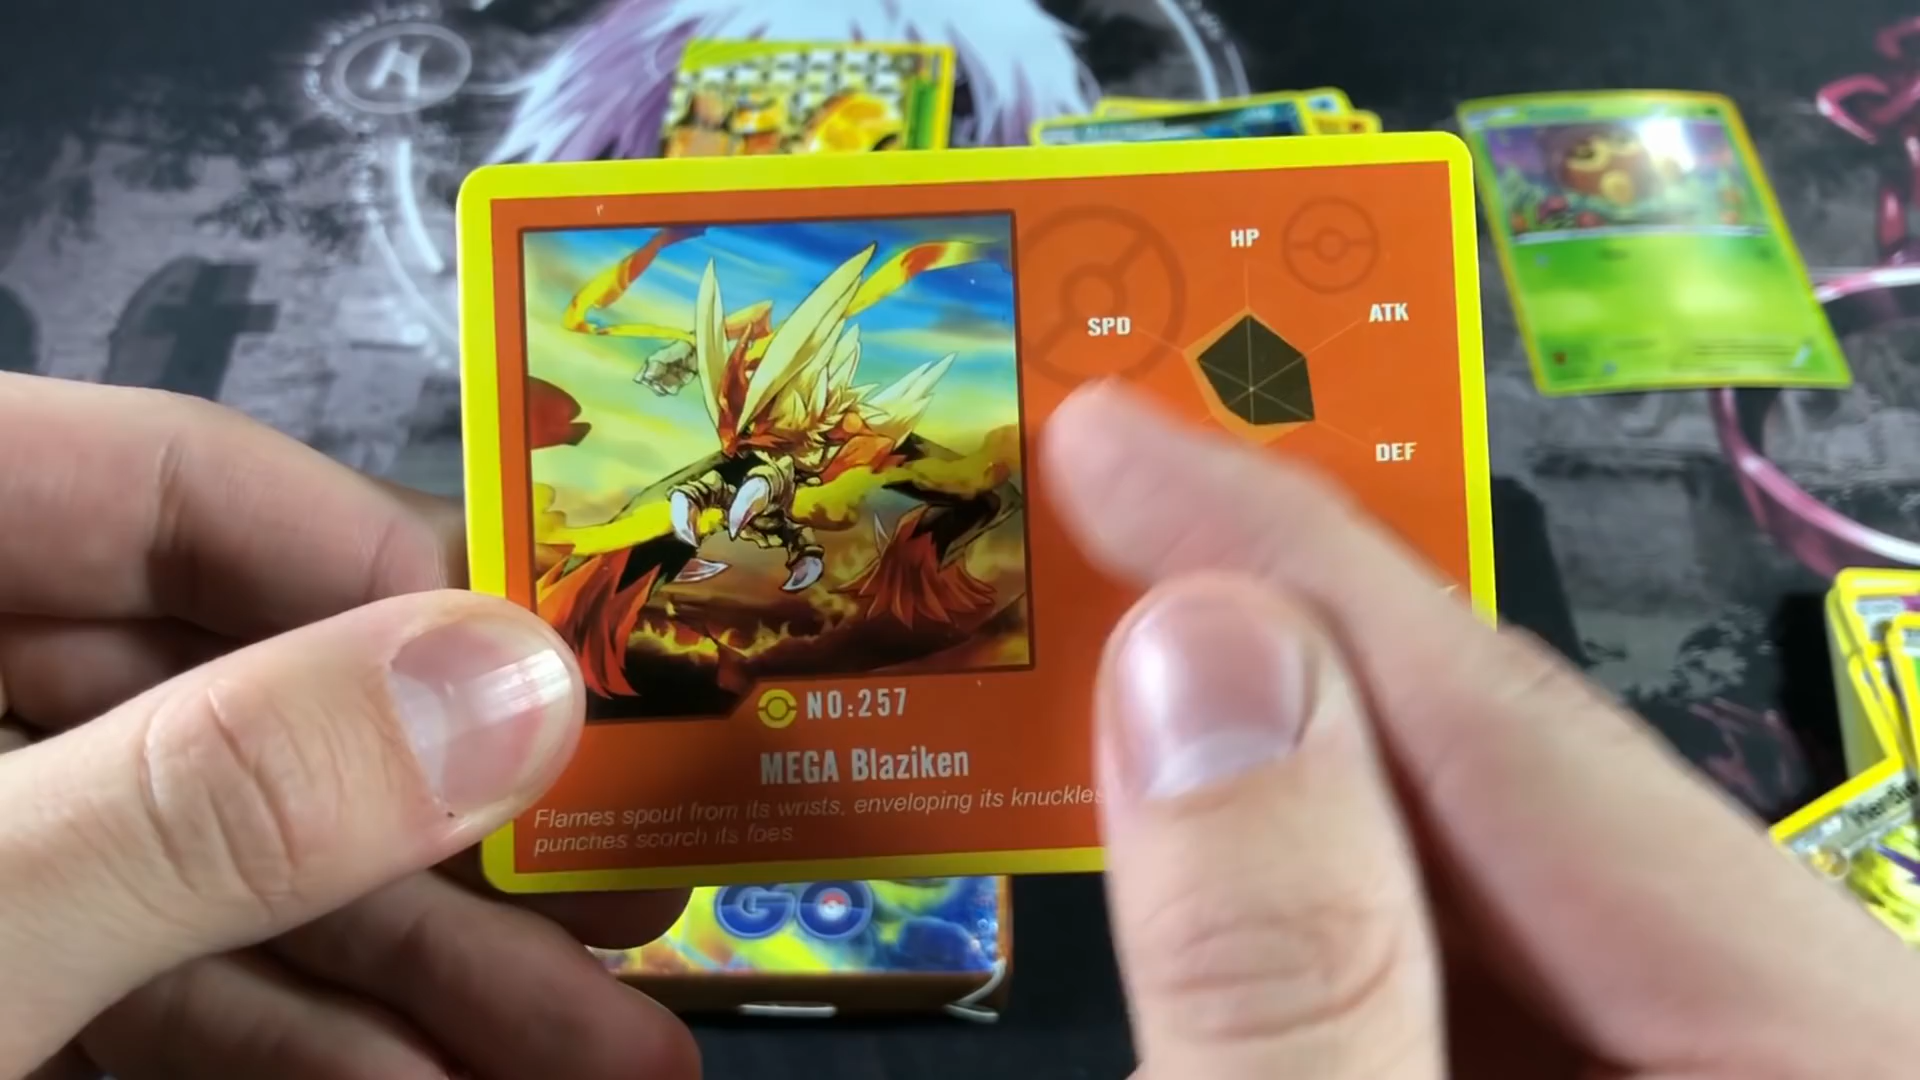 HP
ATK
SPD
DEF
NO:257
MEGA Blaziken
Flames spout from its wrists, enveloping its knuckles
punches scorch its foes
GO